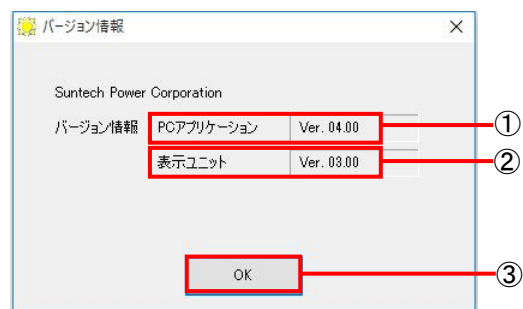 バージョン情報
Suntech Power Corporation
バージョン情報 PCアプリケーション Ver. 04.00 ①
表示ユニット Ver. 03.00 ②
OK ③